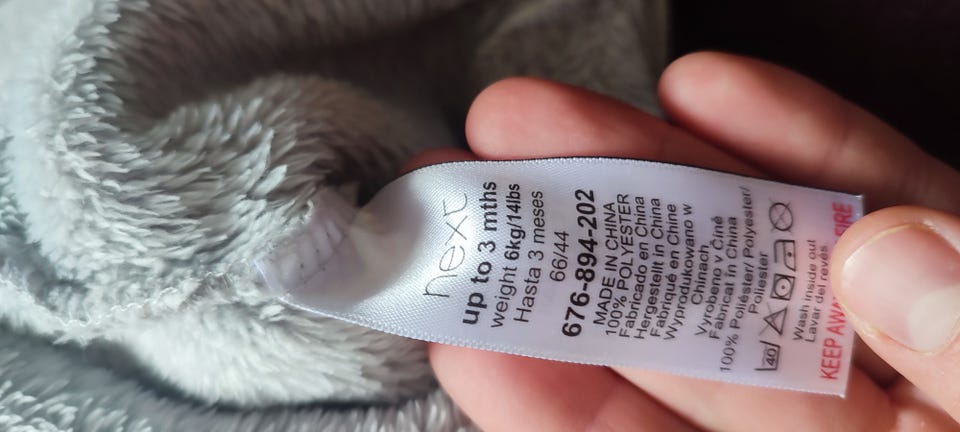 next
up to 3 mths
weight 6kg/14lbs
Hasta 3 meses
66/44
676-894-202
MADE IN CHINA
100% POLYESTER
Fabricado en China
Hergestellt in China
Fabriqué en Chine
Wyprodukowano w
Chinach
Vyrobeno v Číně
Fabricat în China
100% Poliéster/ Polyester/
Poliester
40
Wash inside out
Lavar del revés
KEEP AWAY FIRE